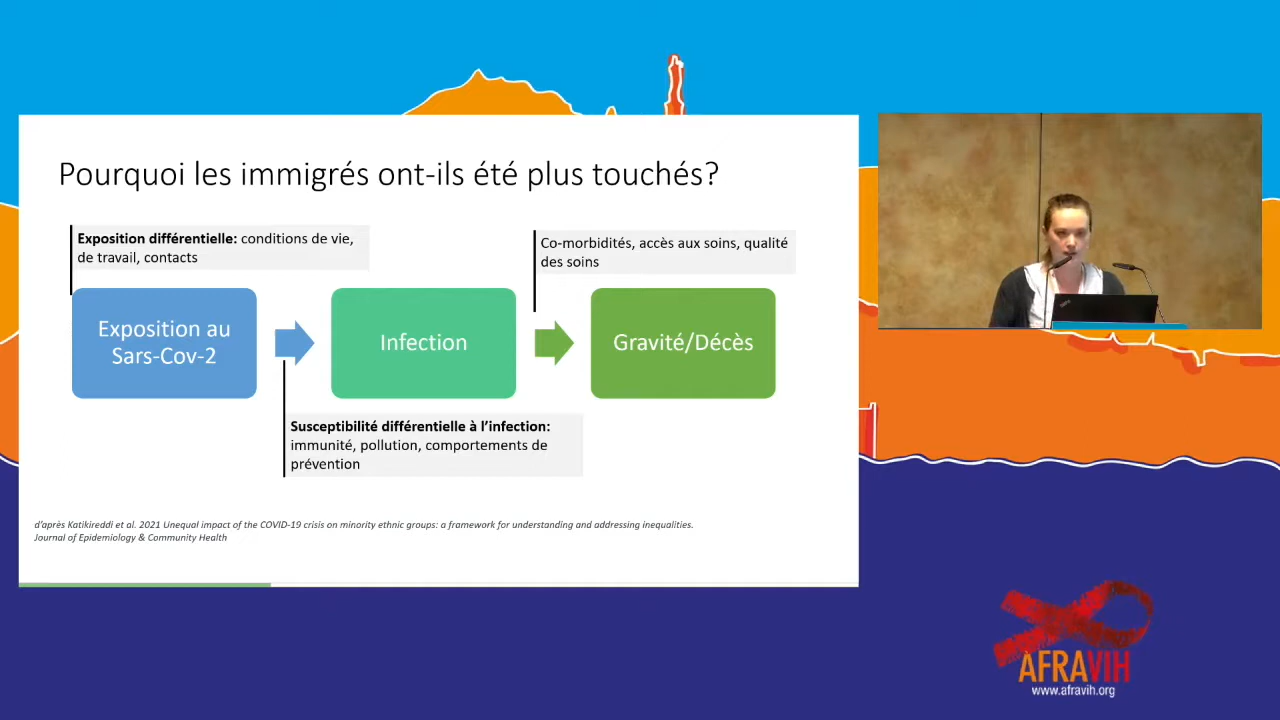 Pourquoi les immigrés ont-ils été plus touchés?
Exposition différentielle: conditions de vie,
de travail, contacts
Co-morbidités, accès aux soins, qualité
des soins
Exposition au
Sars-Cov-2
Infection
Gravité/Décès
Susceptibilité différentielle à l’infection:
immunité, pollution, comportements de
prévention
d’après Katikireddi et al. 2021 Unequal impact of the COVID-19 crisis on minority ethnic groups: a framework for understanding and addressing inequalities.
Journal of Epidemiology & Community Health
AFRAVIH
www.afravih.org